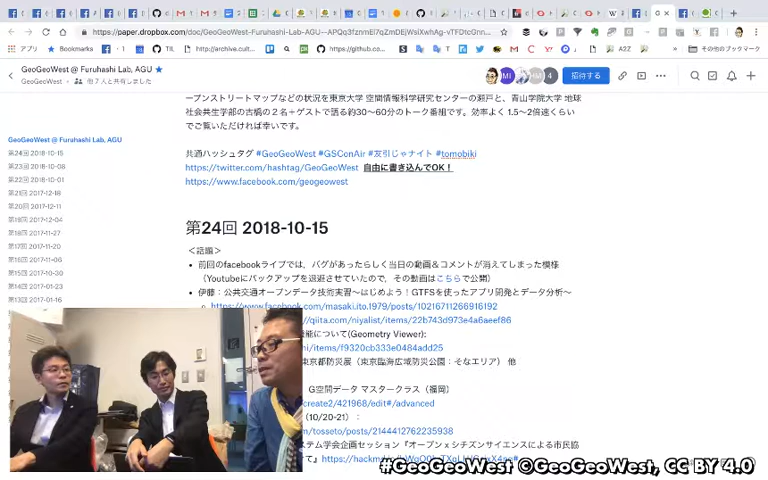 https://paper.dropbox.com/doc/GeoGeoWest-Furuhashi-Lab-AGU--APQq3fznmEi7qZmDEjWsIXwhAg-vTFDtcGnn...
アプリ
Bookmarks
TIL
http://archive.cult...
https://github.co...
A2Z
その他のブックマーク
GeoGeoWest @ Furuhashi Lab, AGU
GeoGeoWest・ 他 7 人と共有しました
MI
HM
4
招待する
GeoGeoWest @ Furuhashi Lab, AGU
第24回 2018-10-15
第23回 2018-10-08
第22回 2018-10-01
第21回 2017-12-18
第20回 2017-12-11
第19回 2017-12-04
第18回 2017-11-27
第17回 2017-11-20
第16回 2017-11-06
第15回 2017-10-30
第14回 2017-01-23
第13回 2017-01-16
ープンストリートマップなどの状況を東京大学 空間情報科学研究センターの瀬戸と、青山学院大学 地球
社会共生学部の古橋の２名＋ゲストで語る約30〜60分のトーク番組です。効率よく 1.5〜2倍速くらい
でご覧いただければ幸いです。
共通ハッシュタグ #GeoGeoWest #GSConAir #友引じゃナイト #tomobiki
https://twitter.com/hashtag/GeoGeoWest 自由に書き込んでOK！
https://www.facebook.com/geogeowest
第24回 2018-10-15
＜話題＞
前回のfacebookライブでは、バグがあったらしく当日の動画＆コメントが消えてしまった模様
（Youtubeにバックアップを退避させていたので、その動画はこちらで公開）
伊藤：公共交通オープンデータ技術実習〜はじめよう！GTFSを使ったアプリ開発とデータ分析〜
https://www.facebook.com/masaki.ito.1979/posts/10216711266916192
://qiita.com/niyalist/items/22b743d973e4a6aeef86
能について(Geometry Viewer):
hi/items/f9320cb333e0484add25
東京都防災展（東京臨海広域防災公園：そなエリア） 他
G空間データ マスタークラス（福岡）
create2/421968/edit#/advanced
（10/20-21）：
/tosseto/posts/2144412762235938
ステム学会企画セッション『オープン x シチズンサイエンスによる市民協
て』https://hackm
#GeoGeoWest ©GeoGeoWest, CC BY 4.0